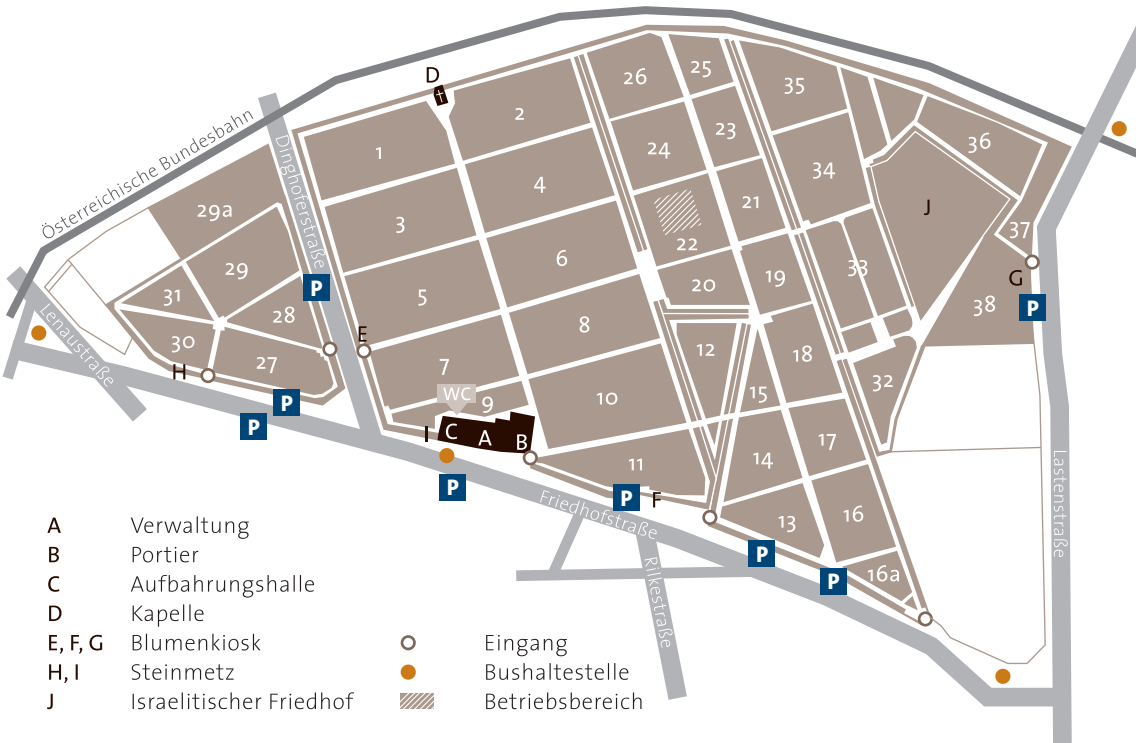 25
26
35
D
2
23
36
1
24
34
4
Österreichische Bundesbahn
Dinghoferstraße
29a
21
J
3
22
37
6
29
33
20
19
G
31
5
P
38
P
28
8
Lenaustraße
30
E
12
18
H
27
7
32
WC
9
10
15
P
P
I
C
A
B
17
14
11
P
P
F
Friedhofstraße
13
16
Lastenstraße
P
P
16a
Rilkestraße
A Verwaltung
B Portier
C Aufbahrungshalle
D Kapelle
E, F, G Blumenkiosk
H, I Steinmetz
J Israelitischer Friedhof
Eingang
Bushaltestelle
Betriebsbereich